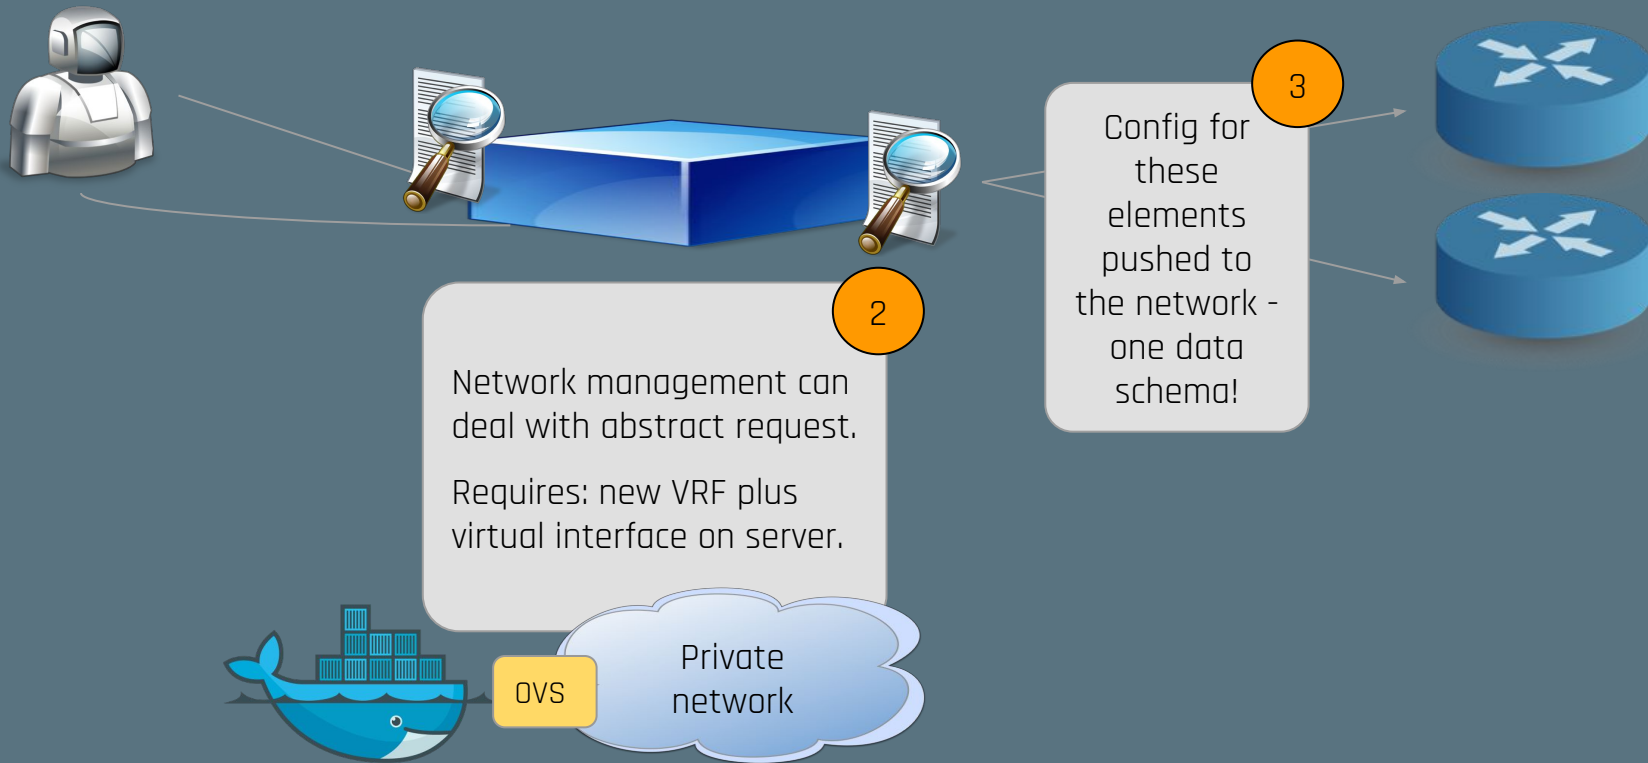 2
Network management can
deal with abstract request.
Requires: new VRF plus
virtual interface on server.
3
Config for
these
elements
pushed to
the network -
one data
schema!
OVS
Private
network